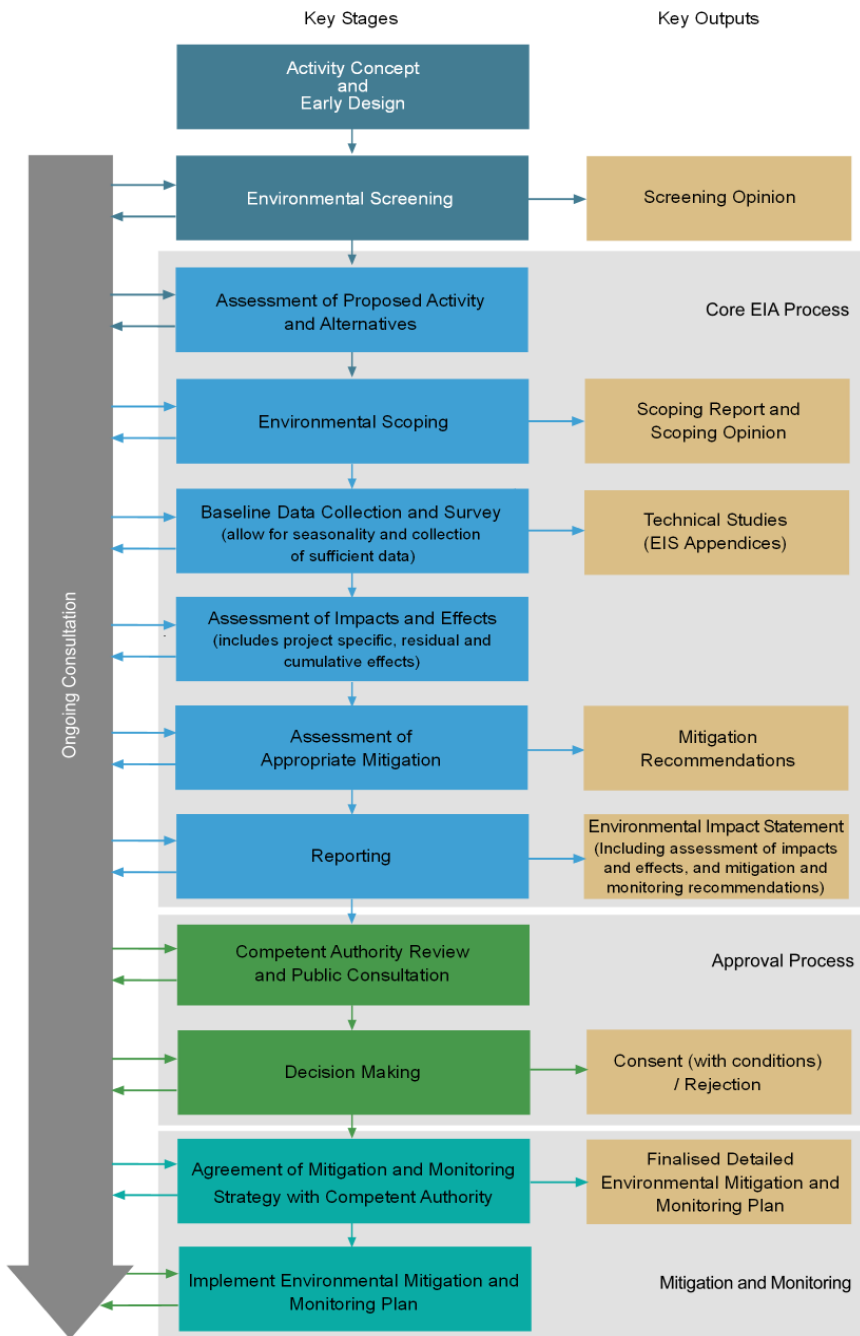 Key Stages
Key Outputs
Activity Concept
and
Early Design
Environmental Screening
Screening Opinion
Core EIA Process
Assessment of Proposed Activity
and Alternatives
Environmental Scoping
Scoping Report and
Scoping Opinion
Baseline Data Collection and Survey
(allow for seasonality and collection
of sufficient data)
Technical Studies
(EIS Appendices)
Assessment of Impacts and Effects
(includes project specific, residual and
cumulative effects)
Ongoing Consultation
Assessment of
Appropriate Mitigation
Mitigation
Recommendations
Reporting
Environmental Impact Statement
(Including assessment of impacts
and effects, and mitigation and
monitoring recommendations)
Competent Authority Review
and Public Consultation
Approval Process
Decision Making
Consent (with conditions)
/ Rejection
Agreement of Mitigation and Monitoring
Strategy with Competent Authority
Finalised Detailed
Environmental Mitigation and
Monitoring Plan
Implement Environmental Mitigation and
Monitoring Plan
Mitigation and Monitoring